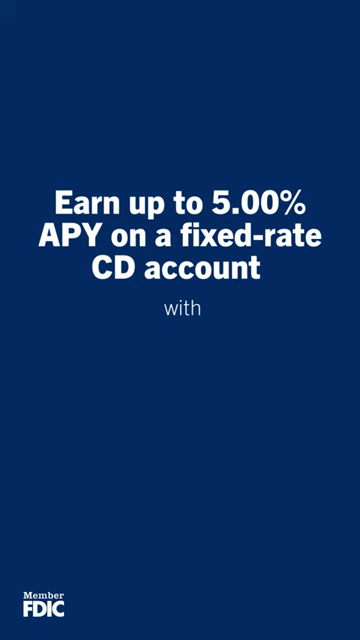 Earn up to 5.00%
APY on a fixed-rate
CD account
with
Member
FDIC